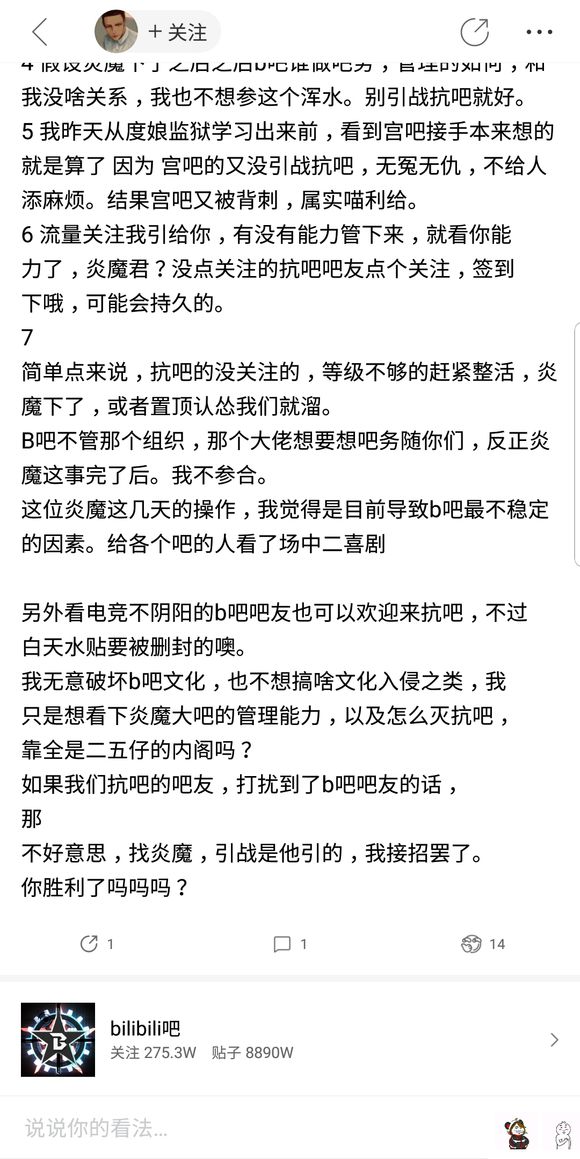 + 关注
4 假设炎魔下了之后之后b吧谁做吧务，管理的如何，和
我没啥关系，我也不想参这个浑水。别引战抗吧就好。
5 我昨天从度娘监狱学习出来前，看到宫吧接手本来想的
就是算了 因为 宫吧的又没引战抗吧，无冤无仇，不给人
添麻烦。结果宫吧又被背刺，属实喵利给。
6 流量关注我引给你，有没有能力管下来，就看你能
力了，炎魔君？没点关注的抗吧吧友点个关注，签到
下哦，可能会持久的。
7
简单点来说，抗吧的没关注的，等级不够的赶紧整活，炎
魔下了，或者置顶认怂我们就溜。
B吧不管那个组织，那个大佬想要想吧务随你们，反正炎
魔这事完了后。我不参合。
这位炎魔这几天的操作，我觉得是目前导致b吧最不稳定
的因素。给各个吧的人看了场中二喜剧
另外看电竞不阴阳的b吧吧友也可以欢迎来抗吧，不过
白天水贴要被删封的噢。
我无意破坏b吧文化，也不想搞啥文化入侵之类，我
只是想看下炎魔大吧的管理能力，以及怎么灭抗吧，
靠全是二五仔的内阁吗？
如果我们抗吧的吧友，打扰到了b吧吧友的话，
那
不好意思，找炎魔，引战是他引的，我接招罢了。
你胜利了吗吗吗？
1
1
14
bilibili吧
关注 275.3W 贴子 8890W
说说你的看法...